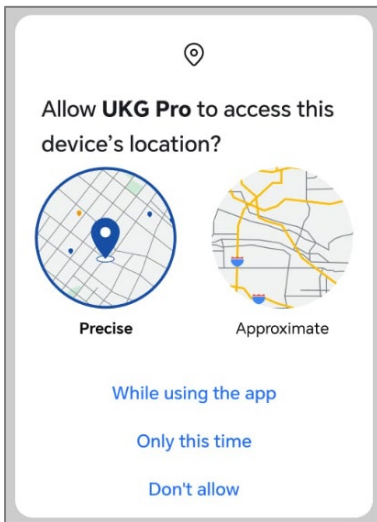 Allow UKG Pro to access this
device's location?
Precise
Approximate
While using the app
Only this time
Don't allow